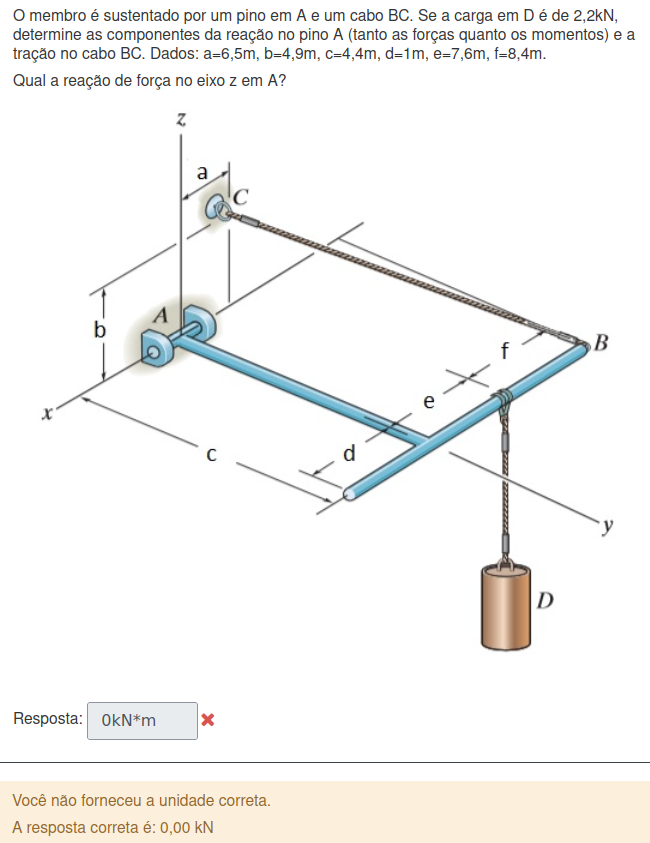 O membro é sustentado por um pino em A e um cabo BC. Se a carga em D é de 2,2kN,
determine as componentes da reação no pino A (tanto as forças quanto os momentos) e a
tração no cabo BC. Dados: a=6,5m, b=4,9m, c=4,4m, d=1m, e=7,6m, f=8,4m.
Qual a reação de força no eixo z em A?
z
a
C
A
b
B
f
e
x
d
c
y
D
Resposta: 0kN*m
Você não forneceu a unidade correta.
A resposta correta é: 0,00 kN